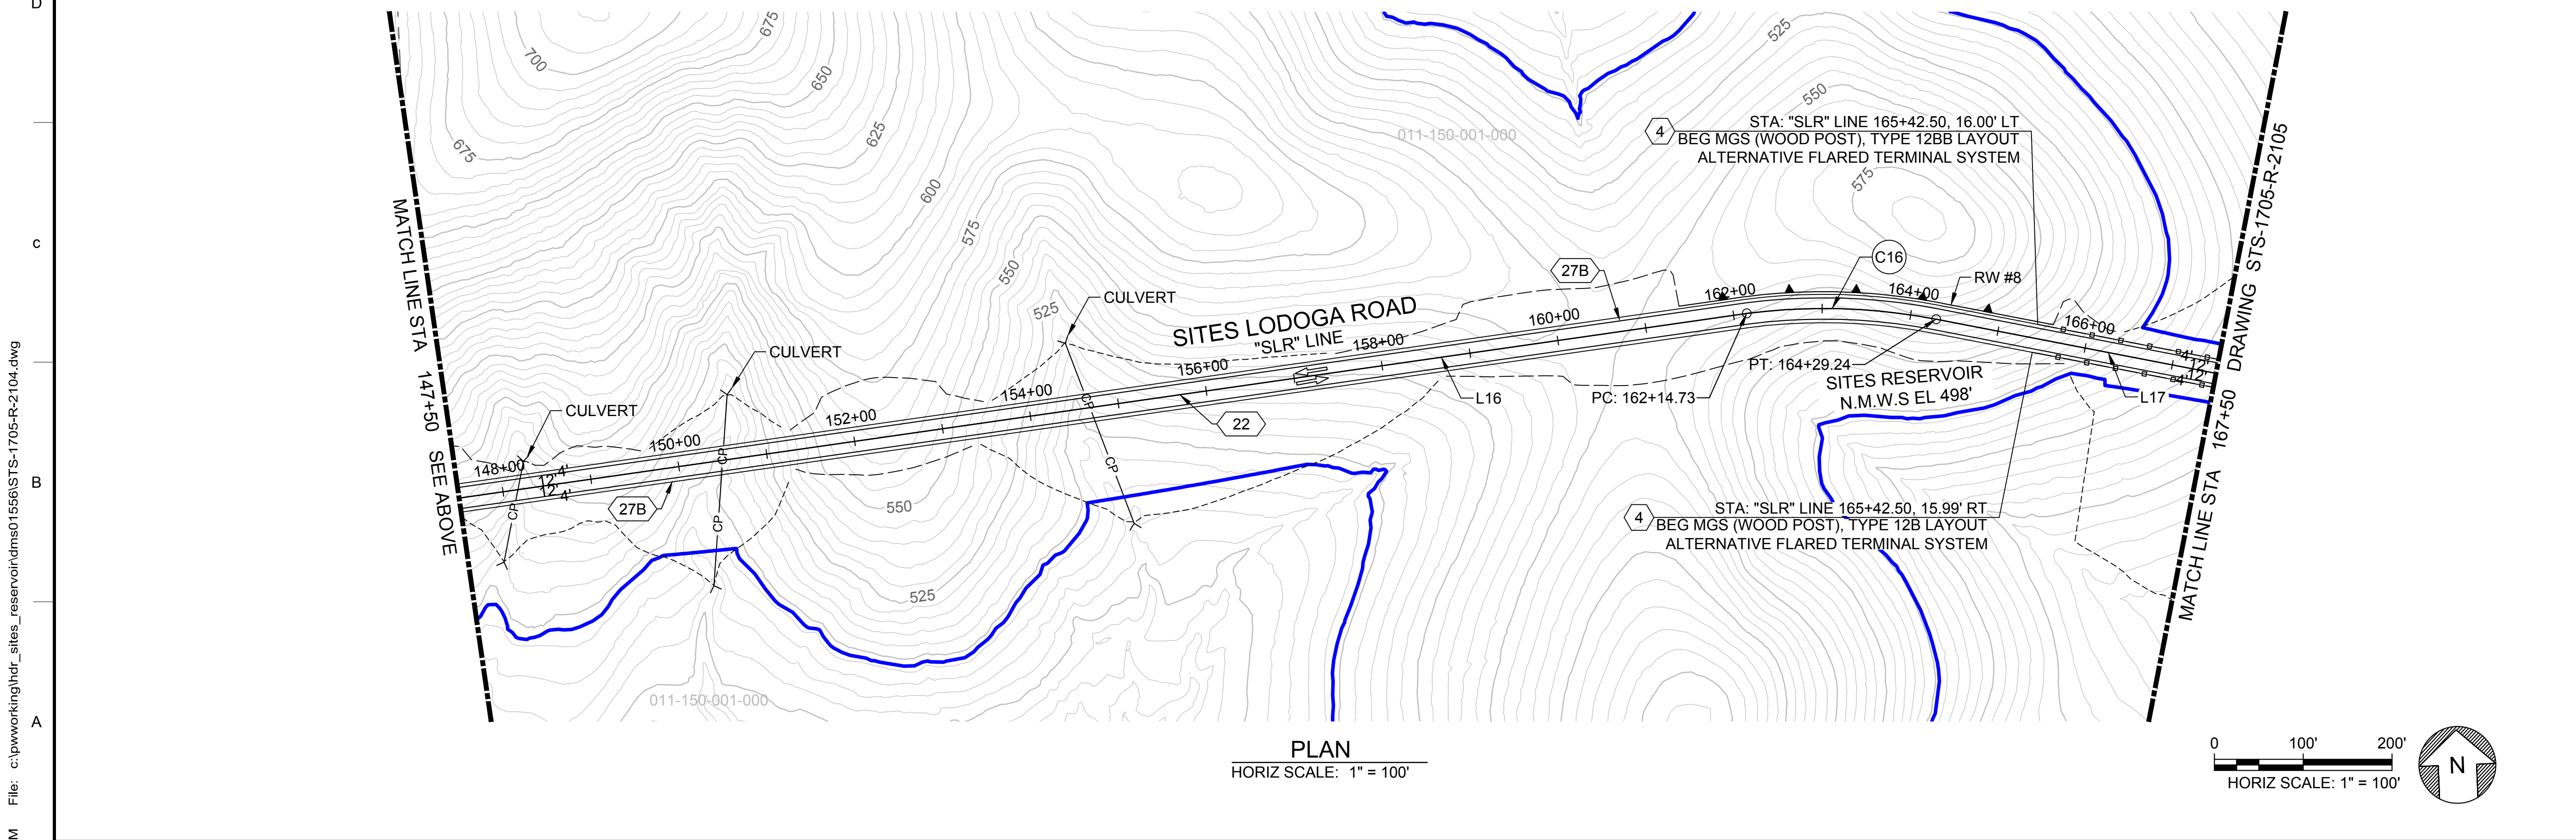 D
C
B
A
M File: c:\pwworking\hdr_sites_reservoir\dms01556\STS-1705-R-2104.dwg
MATCH LINE STA 147+50 SEE ABOVE
700
675
675
650
625
600
575
550
525
525
550
575
550
525
011-150-001-000
011-150-001-000
4
STA: "SLR" LINE 165+42.50, 16.00' LT
BEG MGS (WOOD POST), TYPE 12BB LAYOUT
ALTERNATIVE FLARED TERMINAL SYSTEM
C16
RW #8
27B
CULVERT
CULVERT
CULVERT
SITES LODOGA ROAD
"SLR" LINE
148+00
150+00
152+00
154+00
156+00
158+00
160+00
162+00
164+00
166+00
4'
12'
12'
4'
4'
12'
12'
4'
CP
CP
CP
CP
CP
CP
27B
22
L16
PC: 162+14.73
PT: 164+29.24
SITES RESERVOIR
N.M.W.S EL 498'
L17
4
STA: "SLR" LINE 165+42.50, 15.99' RT
BEG MGS (WOOD POST), TYPE 12B LAYOUT
ALTERNATIVE FLARED TERMINAL SYSTEM
MATCH LINE STA 167+50 DRAWING STS-1705-R-2105
PLAN
HORIZ SCALE: 1" = 100'
0 100' 200'
HORIZ SCALE: 1" = 100'
N